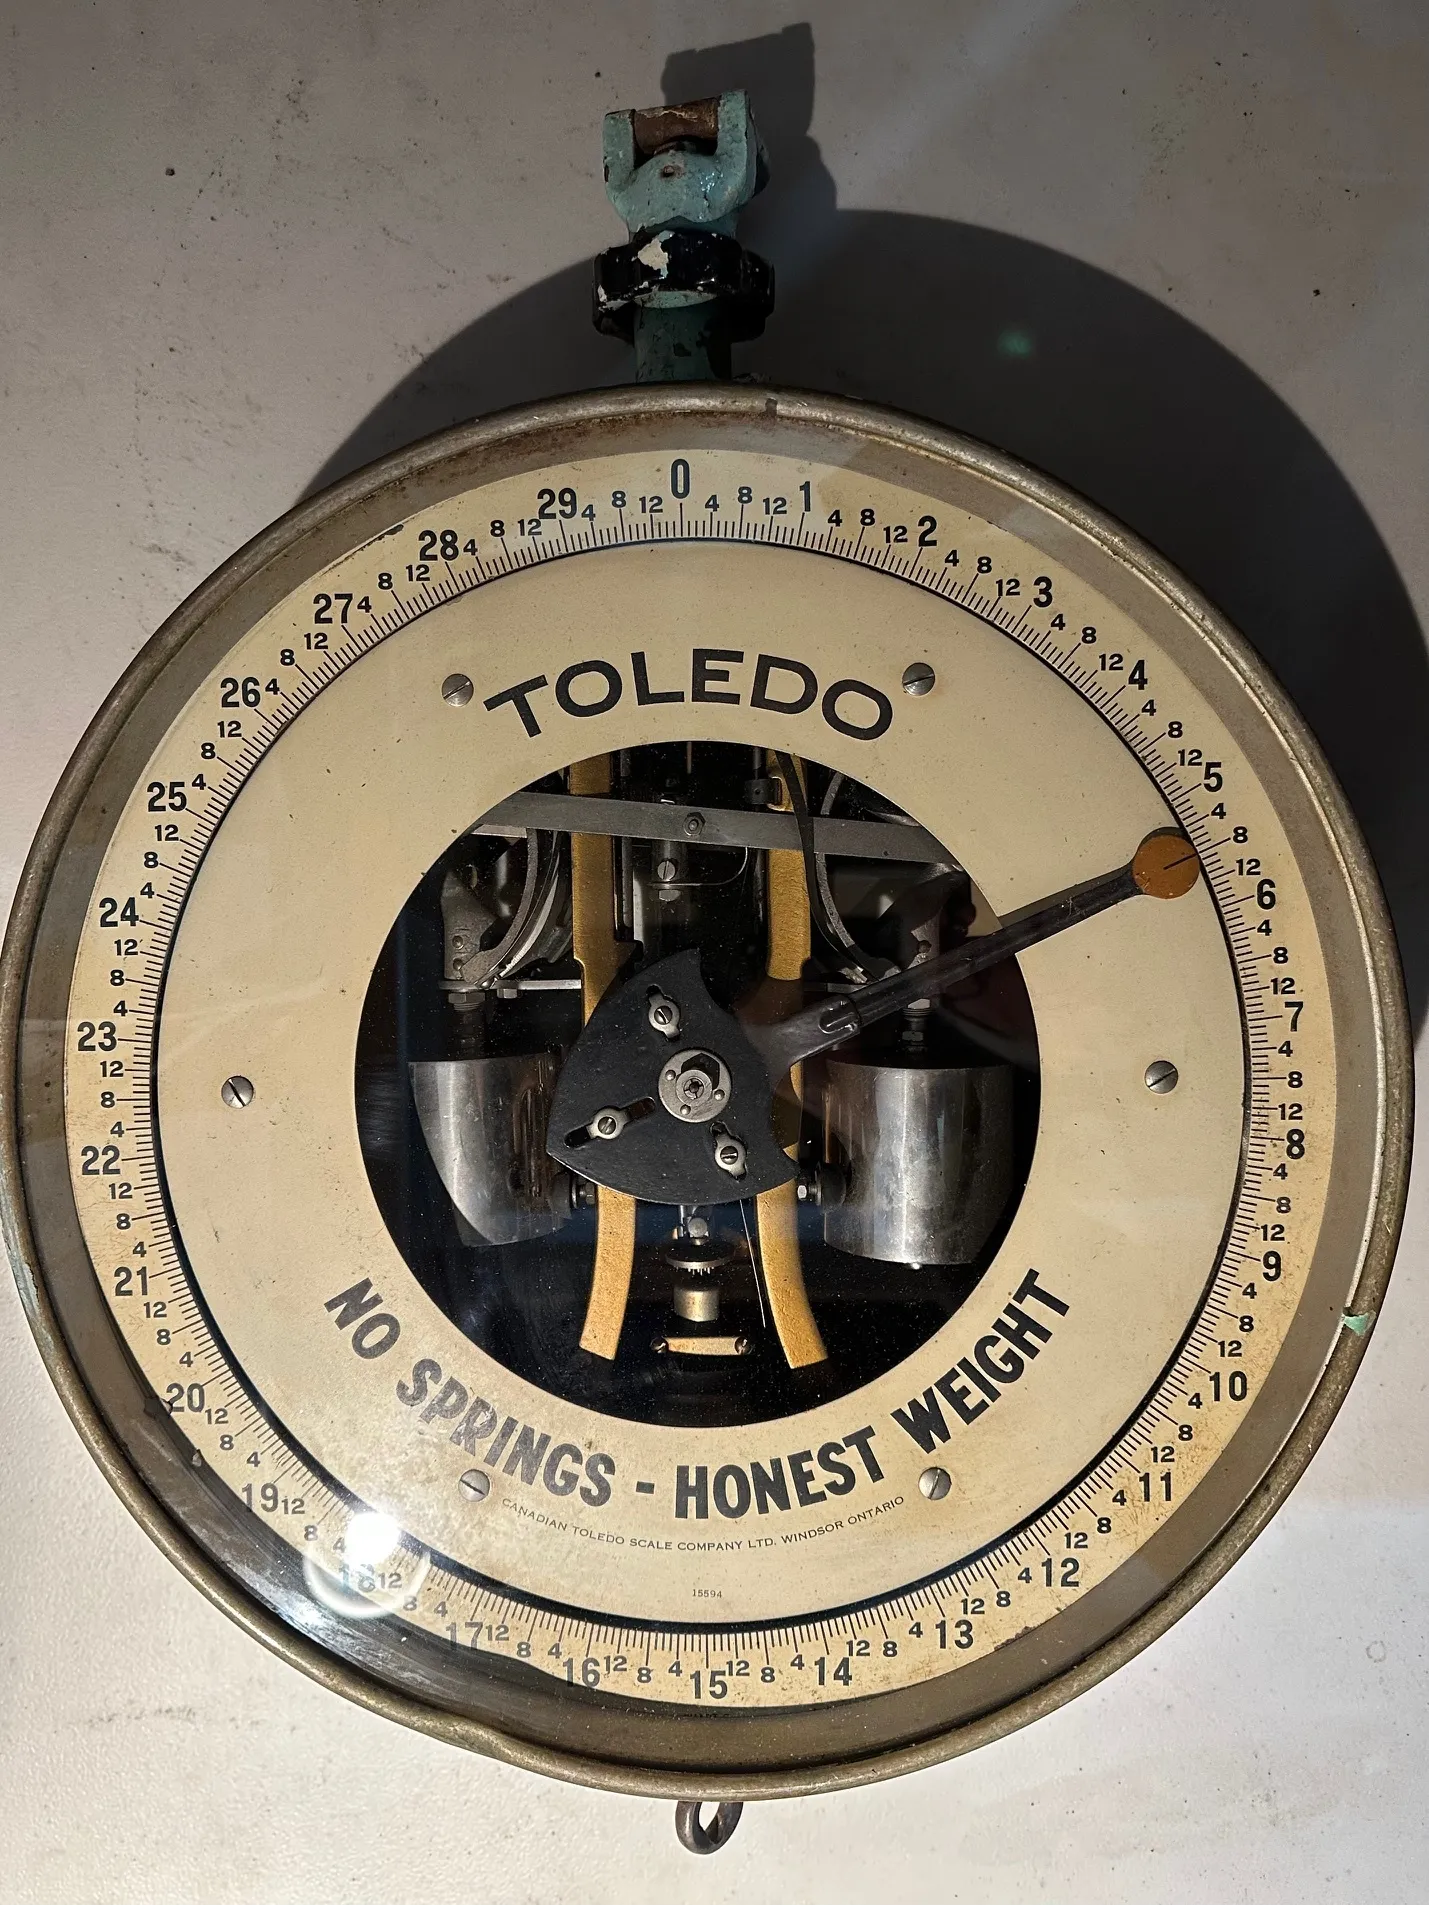 0 4 8 12 1 4 8 12 2 4 8 12 3 4 8 12 4 4 8 12 5 4 8 12 6 4 8 12 7 4 8 12 8 4 8 12 9 4 8 12 10 4 8 12 11 4 8 12 12 4 8 12 13 4 8 12 14 4 8 12 15 4 8 12 16 4 8 12 17 4 8 12 18 4 8 12 19 4 8 12 20 4 8 12 21 4 8 12 22 4 8 12 23 4 8 12 24 4 8 12 25 4 8 12 26 4 8 12 27 4 8 12 28 4 8 12 29 4 8 12
TOLEDO
NO SPRINGS - HONEST WEIGHT
CANADIAN TOLEDO SCALE COMPANY LTD. WINDSOR ONTARIO
15594